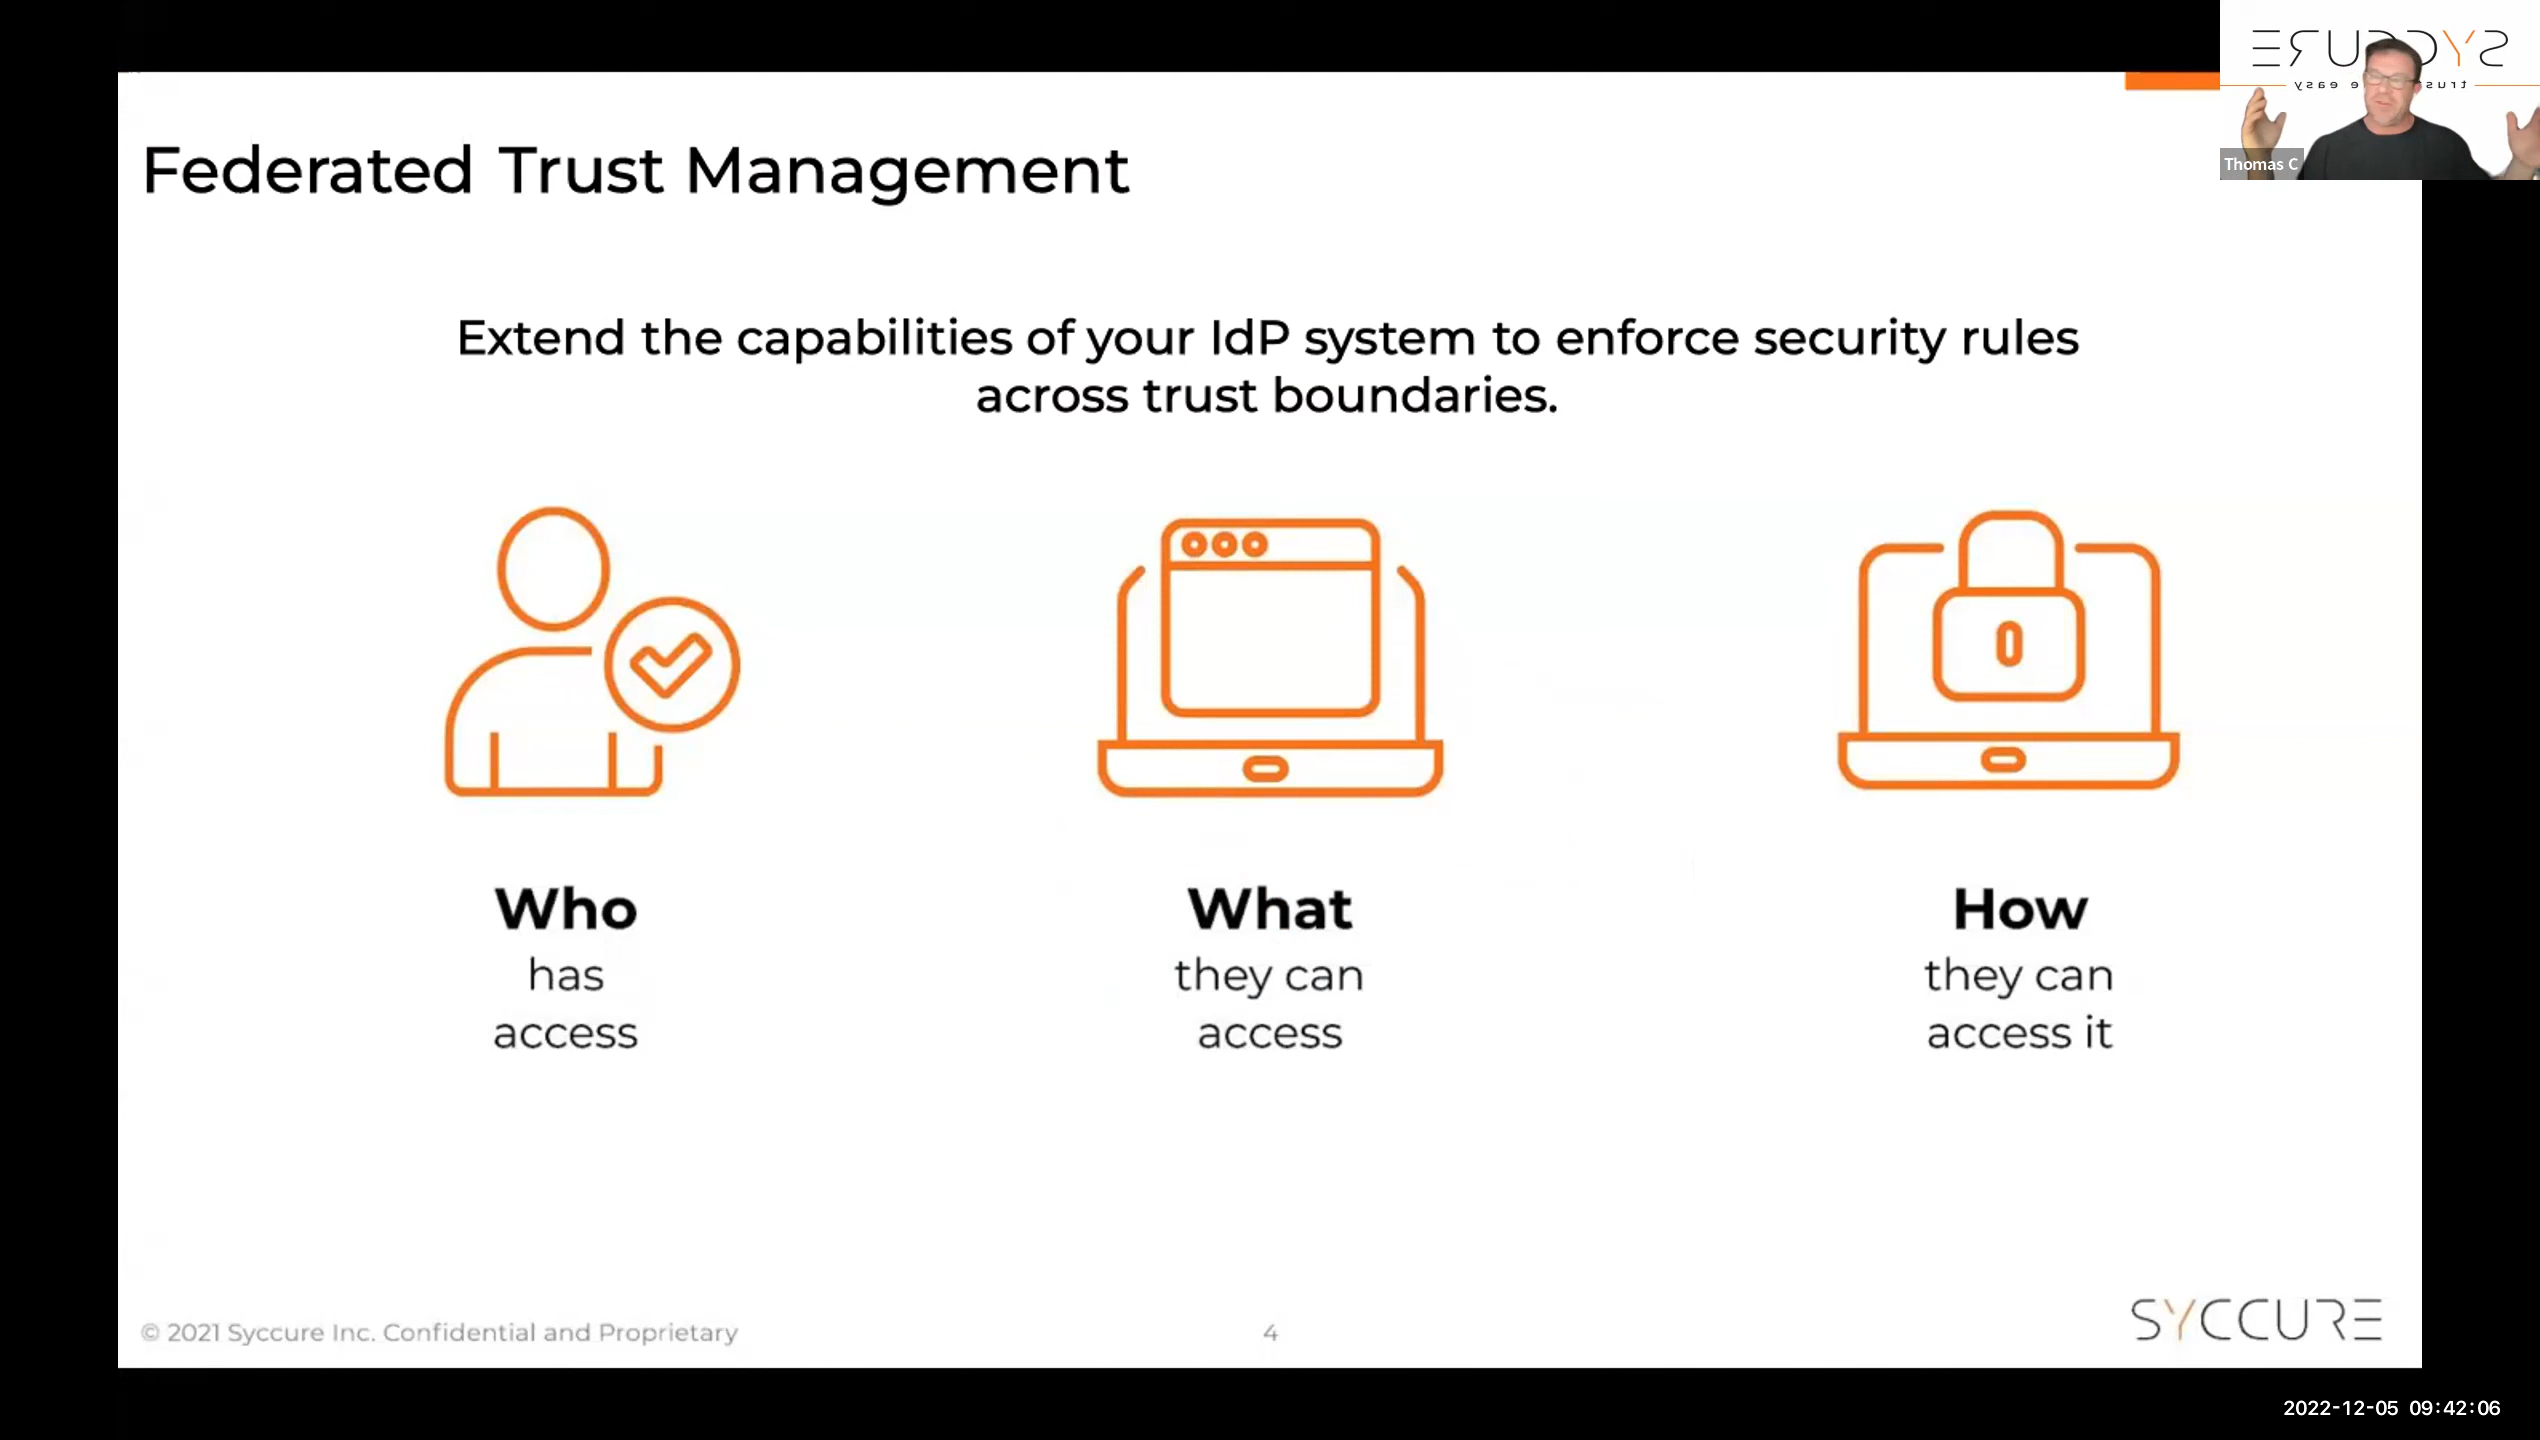 SYCCURE
Thomas C
Federated Trust Management
Extend the capabilities of your IdP system to enforce security rules
across trust boundaries.
Who
has
access
What
they can
access
How
they can
access it
© 2021 Syccure Inc. Confidential and Proprietary
4
SYCCURE
2022-12-05 09:42:06